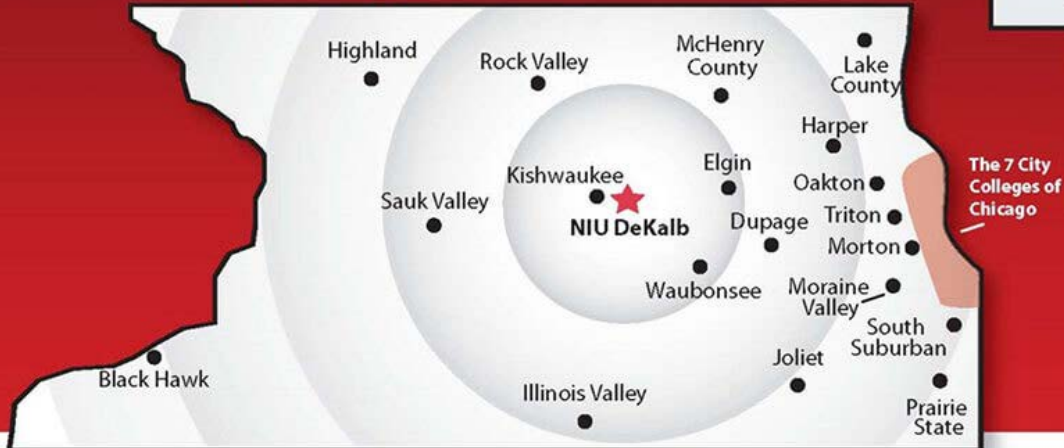 Highland
Rock Valley
McHenry
County
Lake
County
Harper
Kishwaukee
Elgin
Oakton
The 7 City
Colleges of
Chicago
Sauk Valley
NIU DeKalb
Dupage
Triton
Morton
Waubonsee
Moraine
Valley
South
Suburban
Black Hawk
Illinois Valley
Joliet
Prairie
State